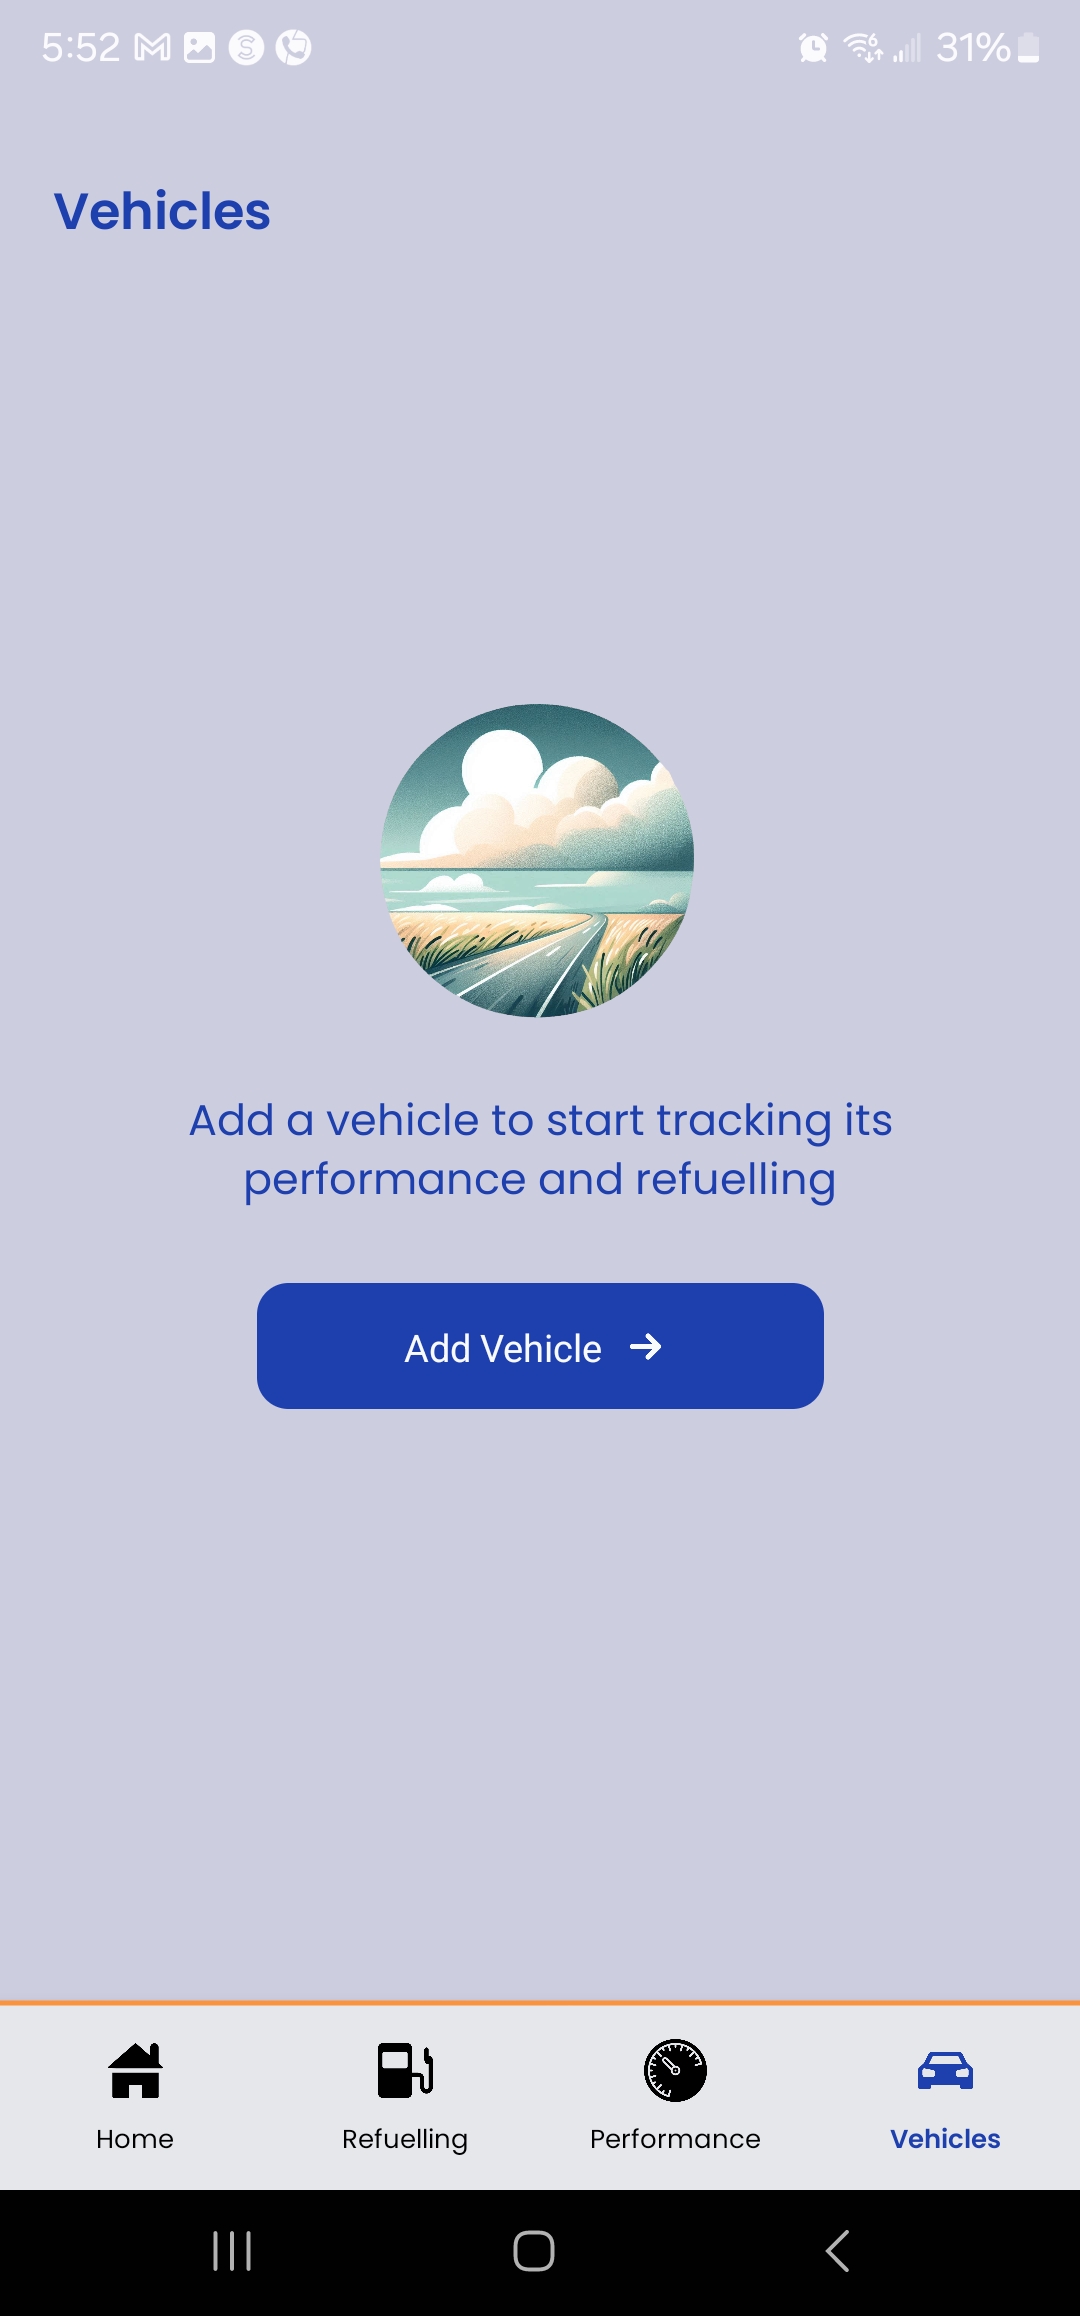 5:52
31%
Vehicles
Add a vehicle to start tracking its
performance and refuelling
Add Vehicle
Home
Refuelling
Performance
Vehicles